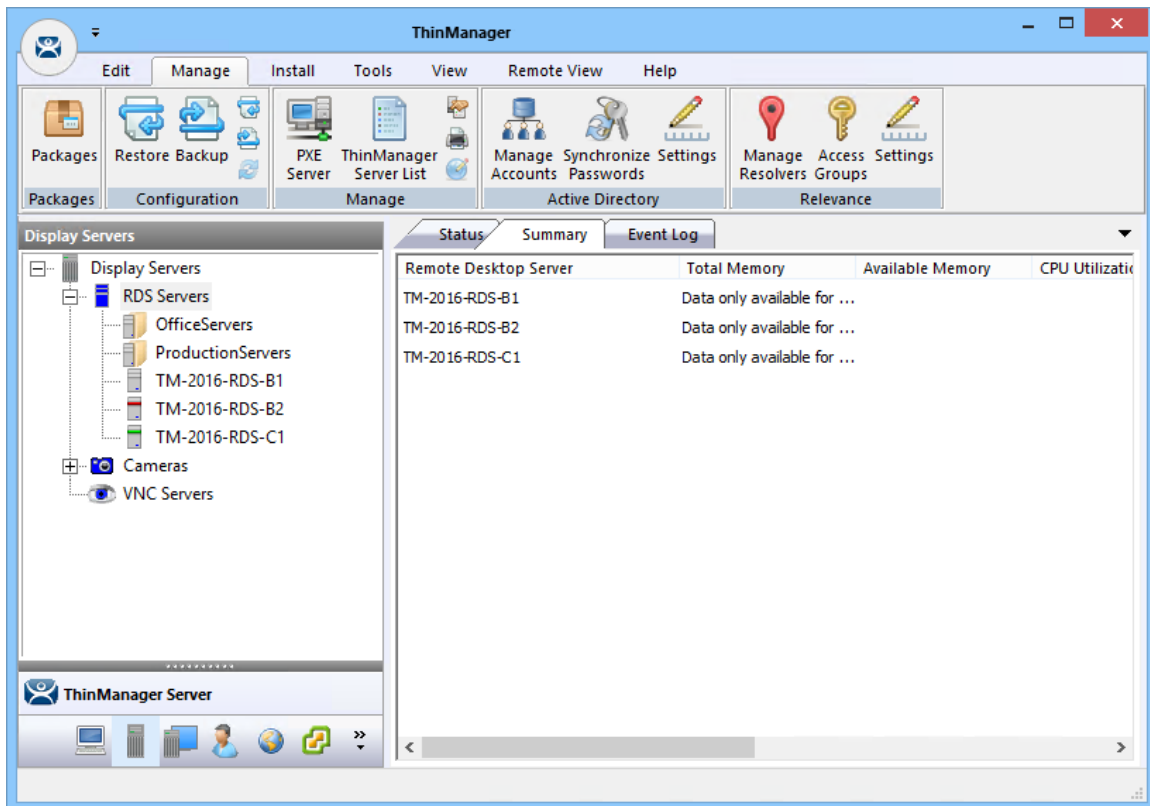 ThinManager
Edit Manage Install Tools View Remote View Help
Packages Restore Backup PXE Server ThinManager Server List Manage Accounts Synchronize Passwords Settings Manage Resolvers Access Groups Settings
Packages Configuration Manage Active Directory Relevance
Display Servers
Status Summary Event Log
Display Servers
RDS Servers
OfficeServers
ProductionServers
TM-2016-RDS-B1
TM-2016-RDS-B2
TM-2016-RDS-C1
Cameras
VNC Servers
Remote Desktop Server Total Memory Available Memory CPU Utilizatio
TM-2016-RDS-B1 Data only available for ...
TM-2016-RDS-B2 Data only available for ...
TM-2016-RDS-C1 Data only available for ...
ThinManager Server